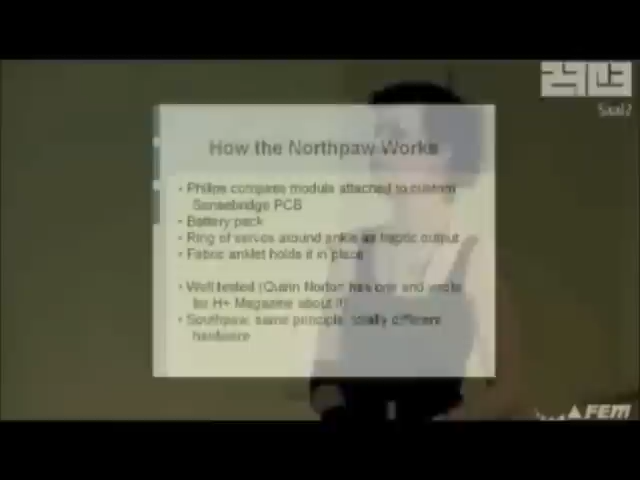 29C3
Saal2
How the Northpaw Works
• Philips compass module attached to custom
Sensebridge PCB
• Battery pack
• Ring of servos around ankle as haptic output
• Fabric anklet holds it in place
• Well tested (Quinn Norton has one and wrote
for H+ Magazine about it)
• Southpaw, same principle, totally different
hardware
FEM